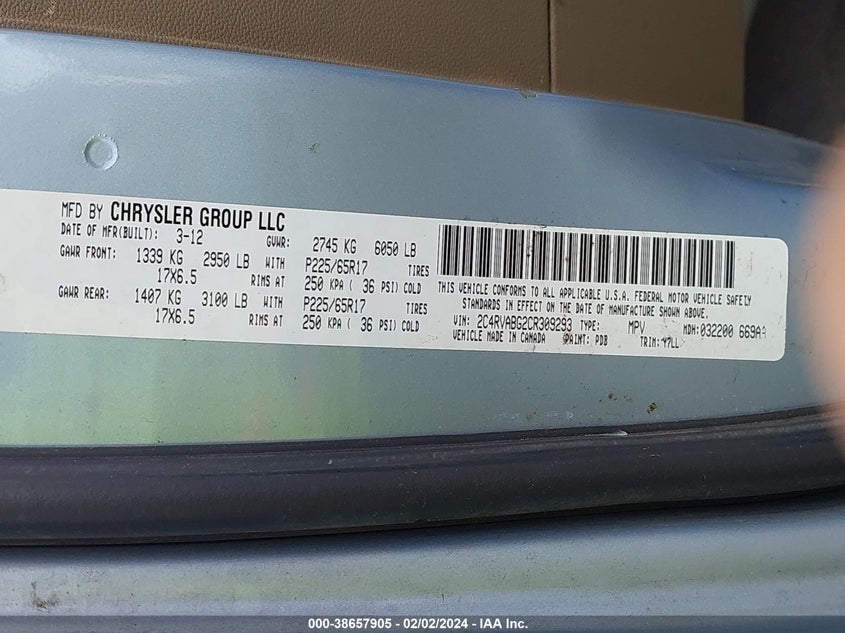 MFD BY CHRYSLER GROUP LLC
DATE OF MFR(BUILT): 3-12 GVWR: 2745 KG 6050 LB
GAWR FRONT: 1339 KG 2950 LB WITH P225/65R17 TIRES
17X6.5 RIMS AT 250 KPA ( 36 PSI) COLD
GAWR REAR: 1407 KG 3100 LB WITH P225/65R17 TIRES
17X6.5 RIMS AT 250 KPA ( 36 PSI) COLD
THIS VEHICLE CONFORMS TO ALL APPLICABLE U.S.A. FEDERAL MOTOR VEHICLE SAFETY
STANDARDS IN EFFECT ON THE DATE OF MANUFACTURE SHOWN ABOVE.
VIN: 2C4RVABG2CR309293 TYPE: MPV MDH: 032200 669AA
VEHICLE MADE IN CANADA PAINT: PDB TRIM: Y7LL
000-38657905 - 02/02/2024 - IAA Inc.